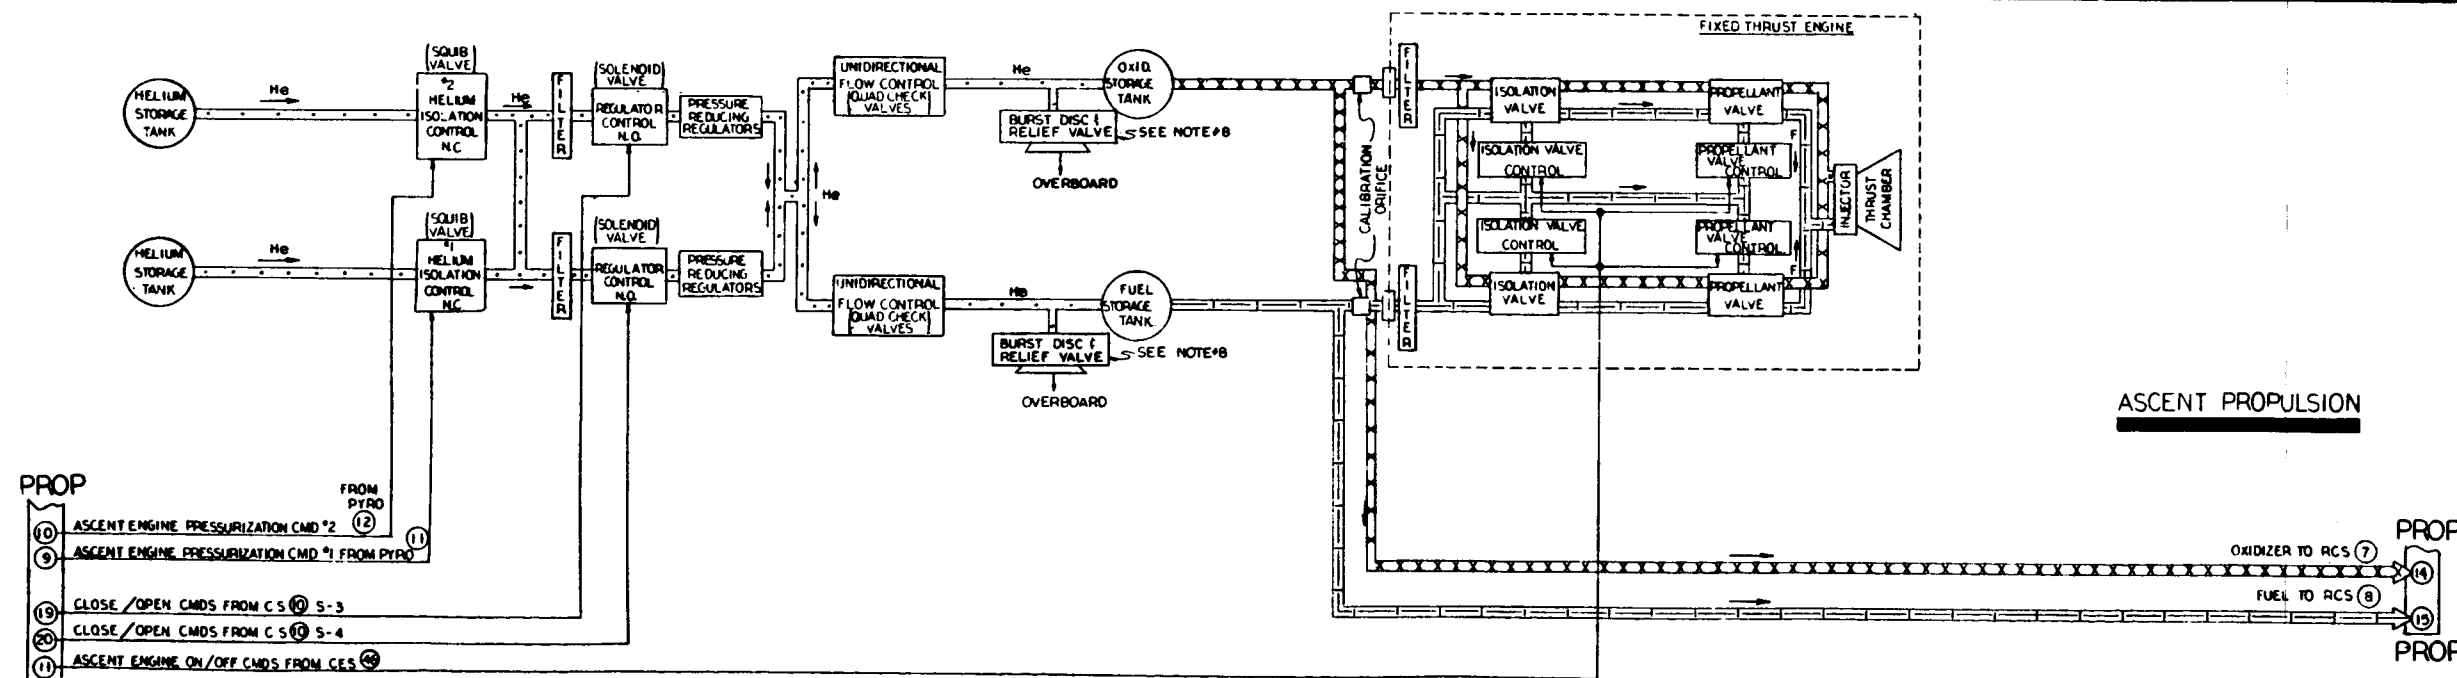 FIXED THRUST ENGINE
HELIUM
STORAGE
TANK
He
(SQUIB
VALVE)
#2
HELIUM
ISOLATION
CONTROL
N.C
He
FILTER
(SOLENOID
VALVE)
REGULATOR
CONTROL
N.O.
PRESSURE
REDUCING
REGULATORS
UNIDIRECTIONAL
FLOW CONTROL
(QUAD CHECK
VALVES)
He
OXID.
STORAGE
TANK
BURST DISC &
RELIEF VALVE
SEE NOTE#8
OVERBOARD
He
CALIBRATION
ORIFICE
FILTER
ISOLATION
VALVE
PROPELLANT
VALVE
ISOLATION VALVE
CONTROL
PROPELLANT
VALVE
CONTROL
F
INJECTOR
THRUST
CHAMBER
HELIUM
STORAGE
TANK
He
(SQUIB
VALVE)
#1
HELIUM
ISOLATION
CONTROL
N.C.
FILTER
(SOLENOID
VALVE)
REGULATOR
CONTROL
N.O.
PRESSURE
REDUCING
REGULATORS
UNIDIRECTIONAL
FLOW CONTROL
(QUAD CHECK
VALVES)
He
FUEL
STORAGE
TANK
BURST DISC &
RELIEF VALVE
SEE NOTE#8
OVERBOARD
FILTER
ISOLATION VALVE
CONTROL
PROPELLANT
VALVE
CONTROL
F
ISOLATION
VALVE
PROPELLANT
VALVE
ASCENT PROPULSION
PROP
FROM
PYRO
10 ASCENT ENGINE PRESSURIZATION CMD #2 12
9 ASCENT ENGINE PRESSURIZATION CMD #1 FROM PYRO 11
19 CLOSE/OPEN CMDS FROM CS 10 S-3
20 CLOSE/OPEN CMDS FROM CS 10 S-4
11 ASCENT ENGINE ON/OFF CMDS FROM CES
PROP
OXIDIZER TO RCS 7
14
FUEL TO RCS 8
15
PROP